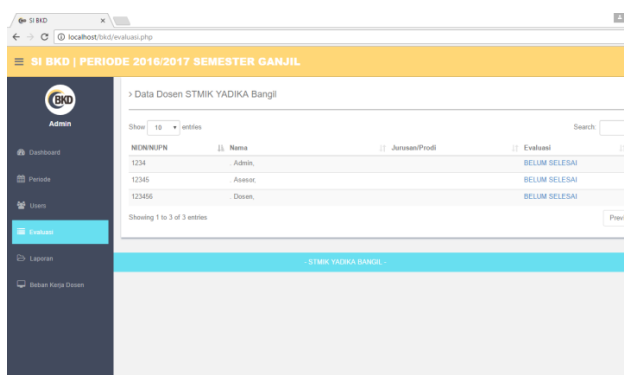 SI BKD
localhost/bkd/evaluasi.php
SI BKD | PERIODE 2016/2017 SEMESTER GANJIL
BKD
Admin
Dashboard
Periode
Users
Evaluasi
Laporan
Beban Kerja Dosen
> Data Dosen STMIK YADIKA Bangil
Show 10 entries
Search:
NIDN/NUPN Nama Jurusan/Prodi Evaluasi
1234 . Admin, BELUM SELESAI
12345 . Asesor, BELUM SELESAI
123456 . Dosen, BELUM SELESAI
Showing 1 to 3 of 3 entries
Previ
- STMIK YADIKA BANGIL -